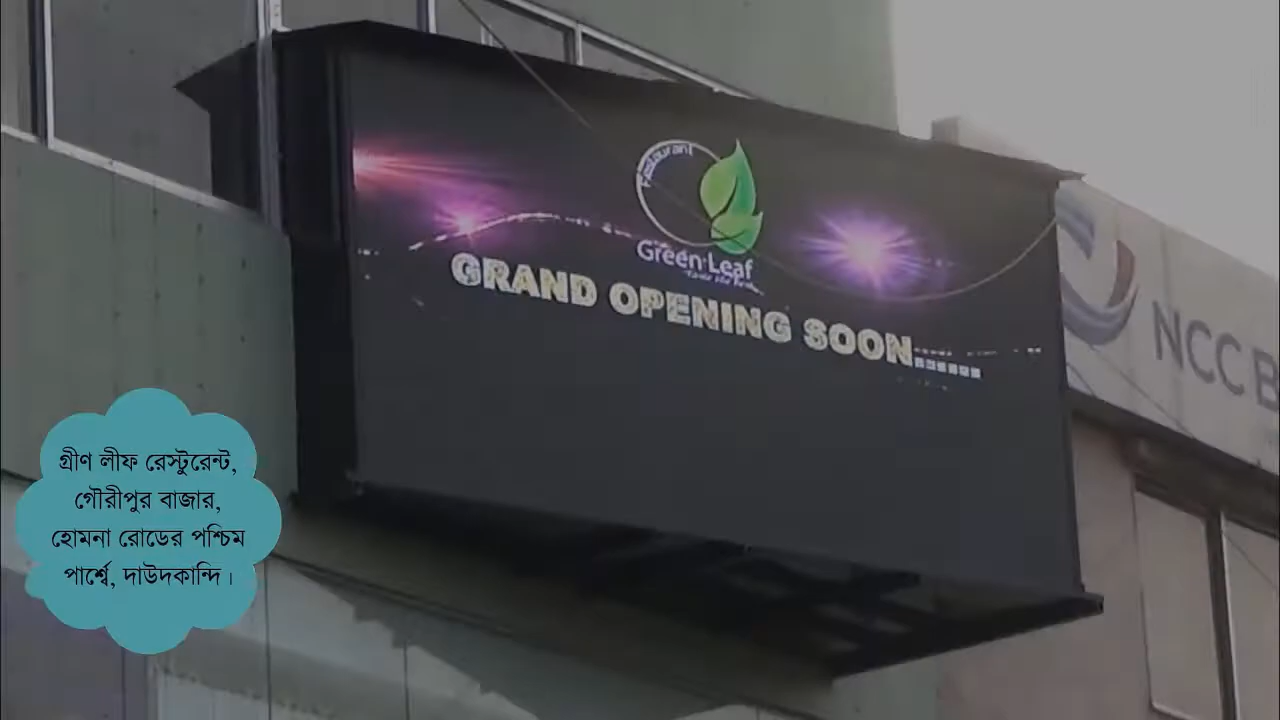 Restaurant
Green Leaf
GRAND OPENING SOON.......
NCC B
গ্রীণ লীফ রেস্টুরেন্ট,
গৌরীপুর বাজার,
হোমনা রোডের পশ্চিম
পার্শ্বে, দাউদকান্দি।